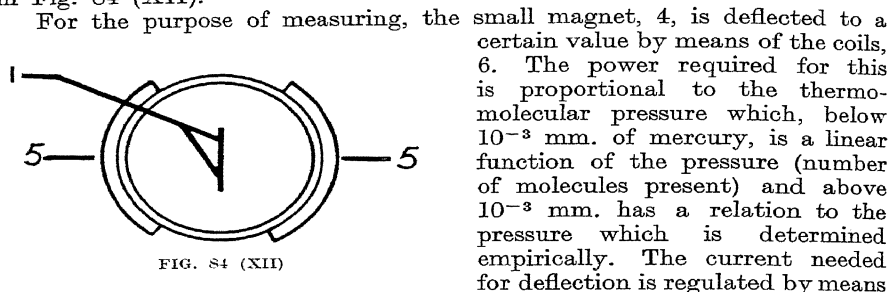 in Fig. 84 (XII).
For the purpose of measuring, the small magnet, 4, is deflected to a
certain value by means of the coils,
6. The power required for this
is proportional to the thermo-
molecular pressure which, below
10⁻³ mm. of mercury, is a linear
function of the pressure (number
of molecules present) and above
10⁻³ mm. has a relation to the
pressure which is determined
empirically. The current needed
for deflection is regulated by means
1
5
5
FIG. 84 (XII)